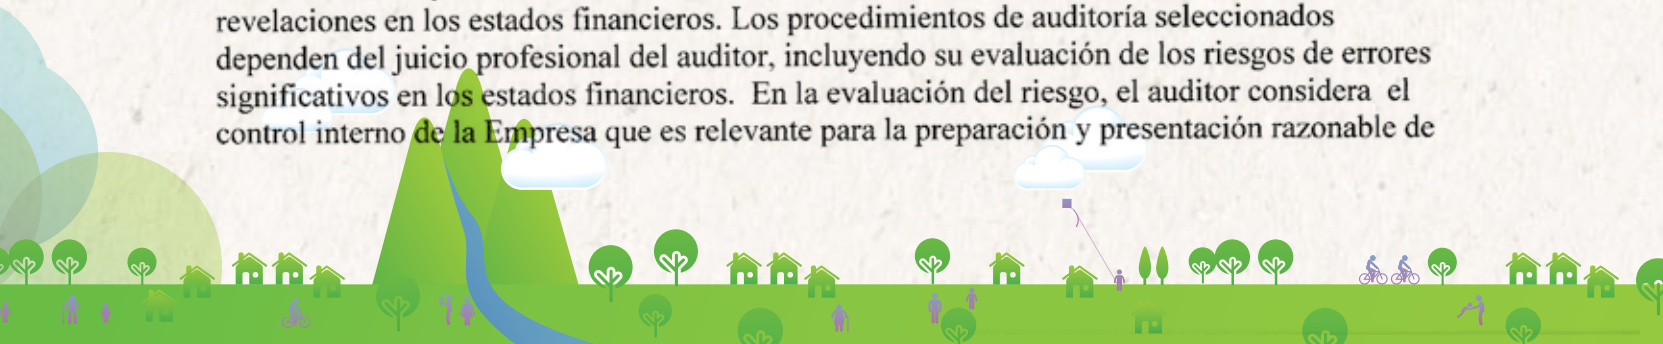 revelaciones en los estados financieros. Los procedimientos de auditoría seleccionados
dependen del juicio profesional del auditor, incluyendo su evaluación de los riesgos de errores
significativos en los estados financieros. En la evaluación del riesgo, el auditor considera el
control interno de la Empresa que es relevante para la preparación y presentación razonable de